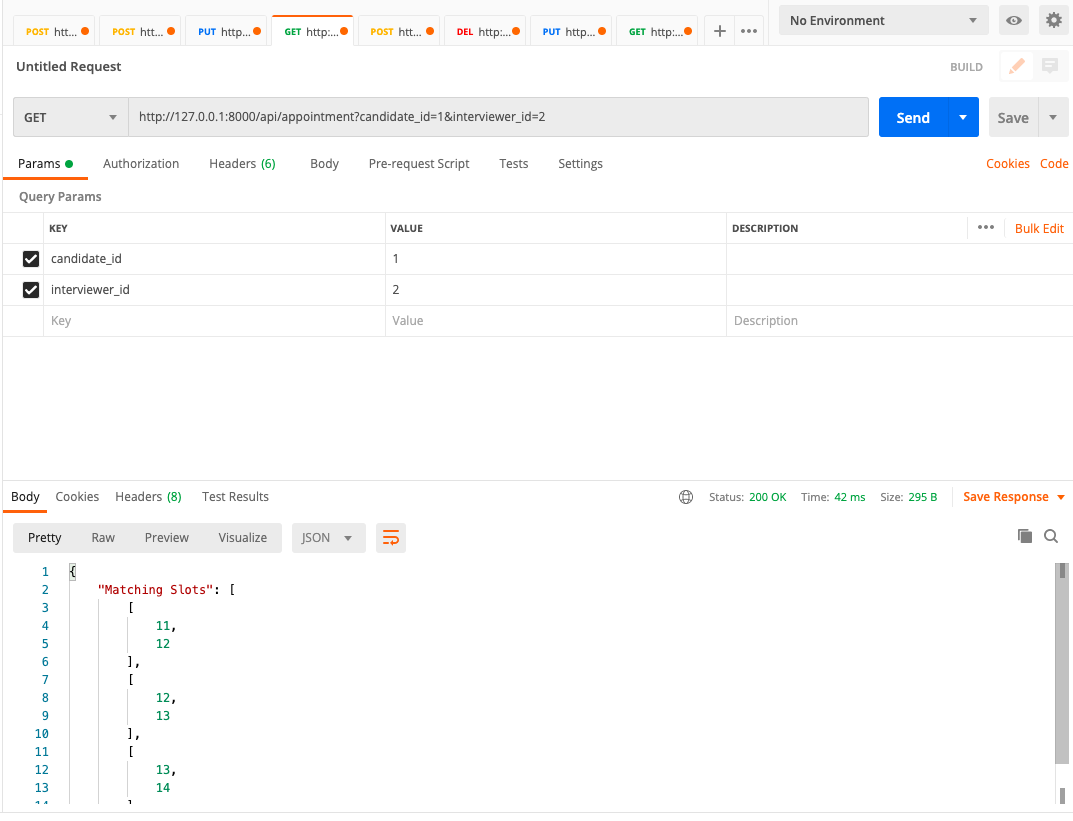 POST htt... POST htt... PUT http... GET http:... POST htt... DEL http:... PUT http... GET http:... No Environment
Untitled Request BUILD
GET http://127.0.0.1:8000/api/appointment?candidate_id=1&interviewer_id=2 Send Save
Params Authorization Headers (6) Body Pre-request Script Tests Settings Cookies Code
Query Params
KEY VALUE DESCRIPTION Bulk Edit
candidate_id 1
interviewer_id 2
Key Value Description
Body Cookies Headers (8) Test Results Status: 200 OK Time: 42 ms Size: 295 B Save Response
Pretty Raw Preview Visualize JSON
1 {
2 "Matching Slots": [
3 [
4 11,
5 12
6 ],
7 [
8 12,
9 13
10 ],
11 [
12 13,
13 14
14 ]